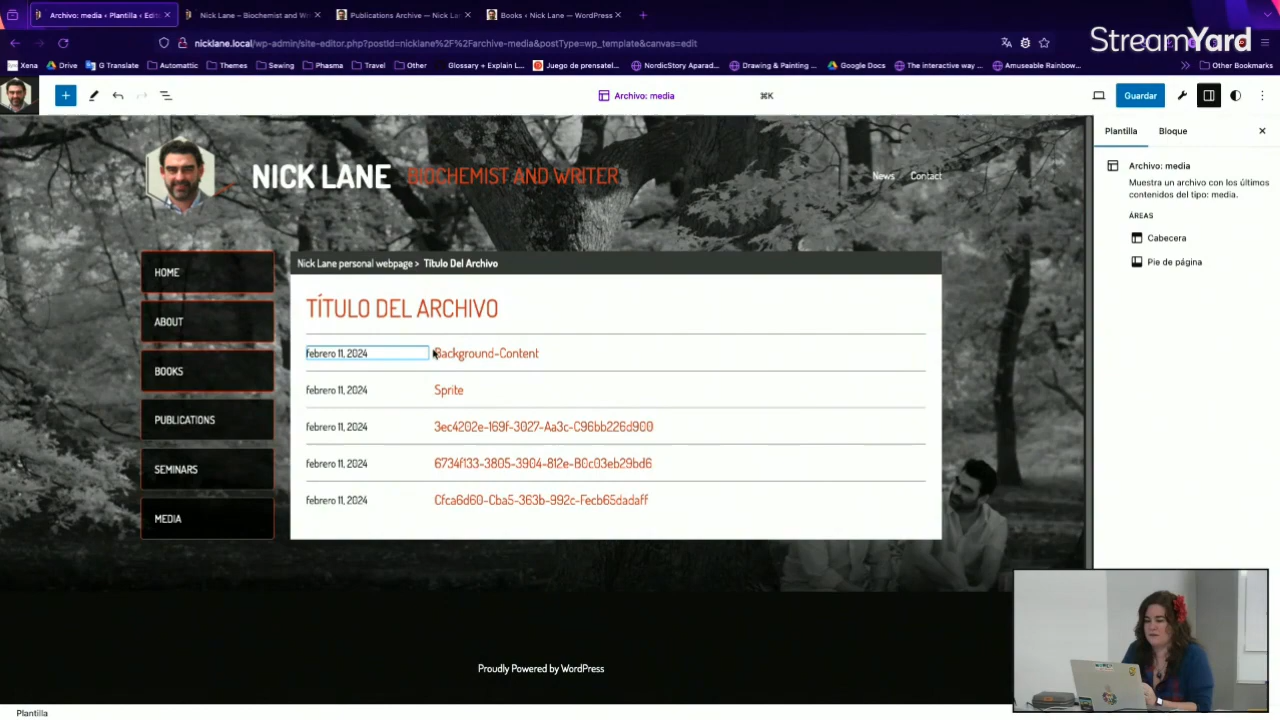 Archivo: media ‹ Plantilla ‹ Edit
Nick Lane – Biochemist and Wr
Publications Archive — Nick Lan
Books ‹ Nick Lane — WordPress
StreamYard
nicklane.local/wp-admin/site-editor.php?postId=nicklane%2F%2Farchive-media&postType=wp_template&canvas=edit
Xena
Drive
G Translate
Automattic
Themes
Sewing
Phasma
Travel
Other
Glossary + Explain L...
Juego de prensatel...
NordicStory Aparad...
Drawing & Painting ...
Google Docs
The interactive way ...
Amuseable Rainbow...
Other Bookmarks
Archivo: media
⌘K
Guardar
Plantilla
Bloque
NICK LANE
BIOCHEMIST AND WRITER
News
Contact
Archivo: media
Muestra un archivo con los últimos
contenidos del tipo: media.
ÁREAS
Cabecera
Pie de página
HOME
ABOUT
BOOKS
PUBLICATIONS
SEMINARS
MEDIA
Nick Lane personal webpage > Título Del Archivo
TÍTULO DEL ARCHIVO
febrero 11, 2024 Background-Content
febrero 11, 2024 Sprite
febrero 11, 2024 3ec4202e-169f-3027-Aa3c-C96bb226d900
febrero 11, 2024 6734f133-3805-3904-812e-B0c03eb29bd6
febrero 11, 2024 Cfca6d60-Cba5-363b-992c-Fecb65dadaff
Proudly Powered by WordPress
Plantilla